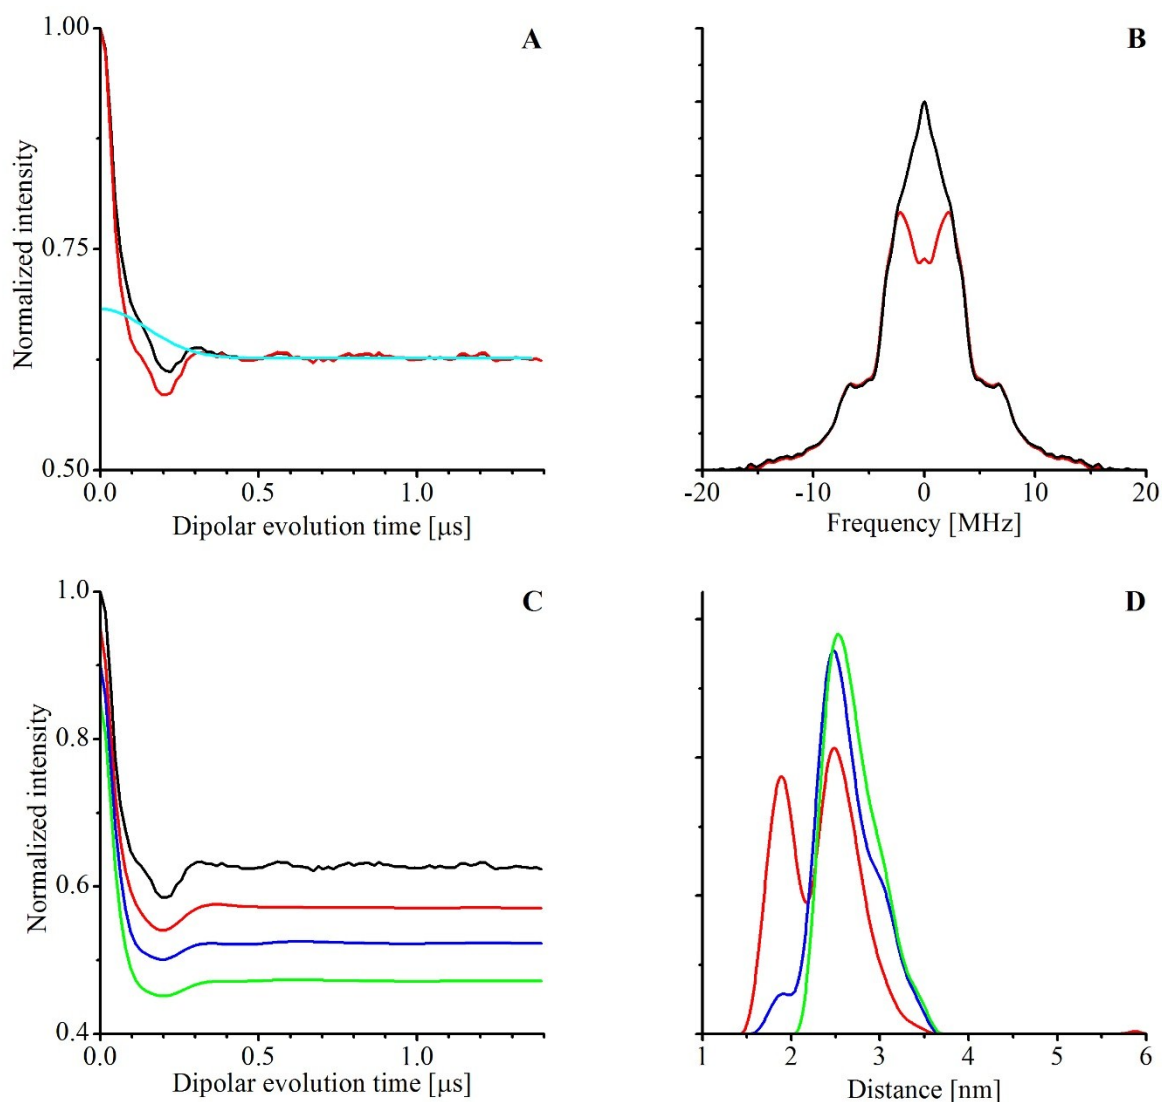 A
1.00
0.75
0.50
Normalized intensity
0.0 0.5 1.0
Dipolar evolution time [μs]
B
-20 -10 0 10 20
Frequency [MHz]
C
1.0
0.8
0.6
0.4
Normalized intensity
0.0 0.5 1.0
Dipolar evolution time [μs]
D
1 2 3 4 5 6
Distance [nm]